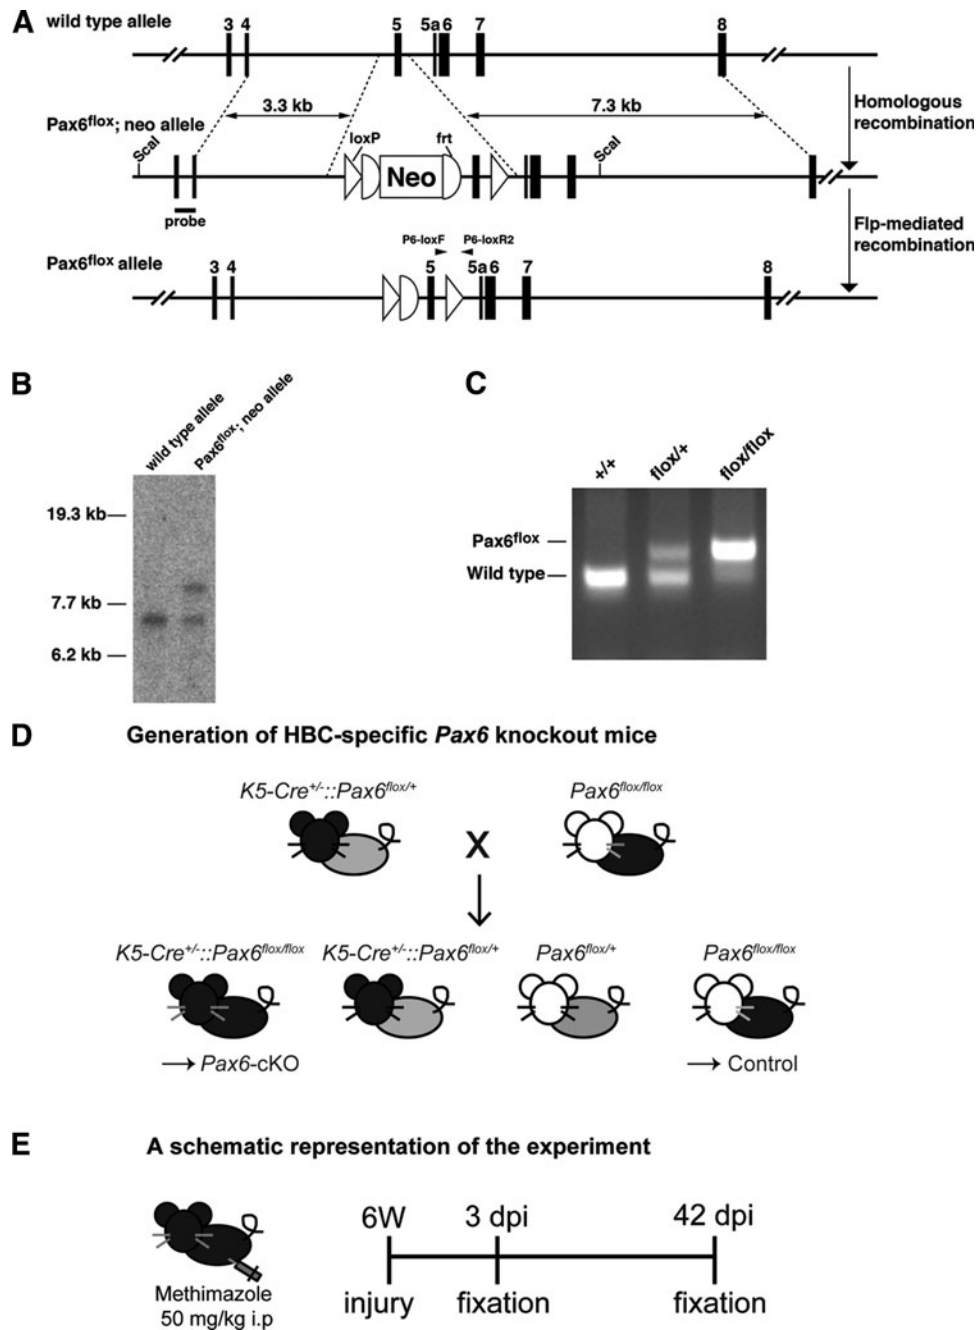 A
wild type allele
3 4 5 5a 6 7 8
3.3 kb 7.3 kb
Homologous
recombination
Pax6flox; neo allele
ScaI loxP frt ScaI
Neo
probe
Flp-mediated
recombination
P6-loxF P6-loxR2
Pax6flox allele
3 4 5 5a 6 7 8
B
wild type allele
Pax6flox; neo allele
19.3 kb
7.7 kb
6.2 kb
C
+/+ flox/+ flox/flox
Pax6flox
Wild type
D Generation of HBC-specific Pax6 knockout mice
K5-Cre+/-::Pax6flox/+ Pax6flox/flox
X
K5-Cre+/-::Pax6flox/flox K5-Cre+/-::Pax6flox/+ Pax6flox/+ Pax6flox/flox
→ Pax6-cKO → Control
E A schematic representation of the experiment
6W 3 dpi 42 dpi
injury fixation fixation
Methimazole
50 mg/kg i.p